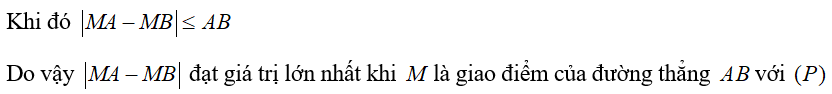 Khi đó |MA − MB| ≤ AB
Do vậy |MA − MB| đạt giá trị lớn nhất khi M là giao điểm của đường thẳng AB với (P)